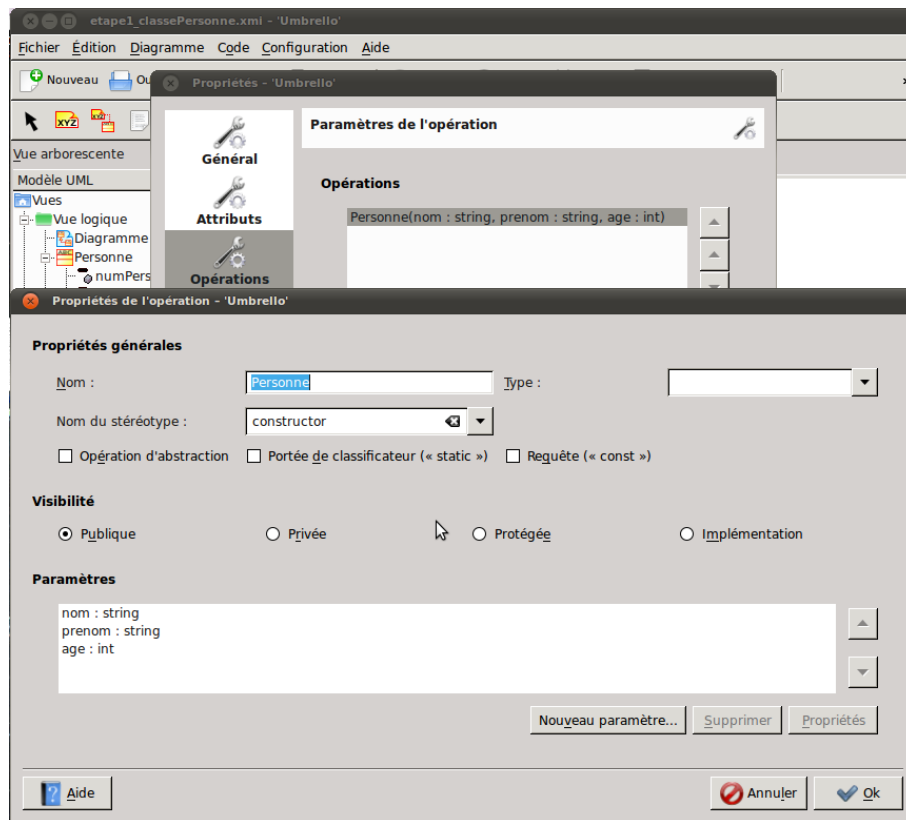 etape1_classePersonne.xmi - 'Umbrello'
Fichier Édition Diagramme Code Configuration Aide
Nouveau Ou
Propriétés - 'Umbrello'
XYZ
Vue arborescente
Modèle UML
Vues
Vue logique
Diagramme
Personne
numPers
Général
Attributs
Opérations
Paramètres de l'opération
Opérations
Personne(nom : string, prenom : string, age : int)
Propriétés de l'opération - 'Umbrello'
Propriétés générales
Nom : Personne Type :
Nom du stéréotype : constructor
Opération d'abstraction Portée de classificateur (« static ») Requête (« const »)
Visibilité
Publique Privée Protégée Implémentation
Paramètres
nom : string
prenom : string
age : int
Nouveau paramètre... Supprimer Propriétés
Aide Annuler Ok